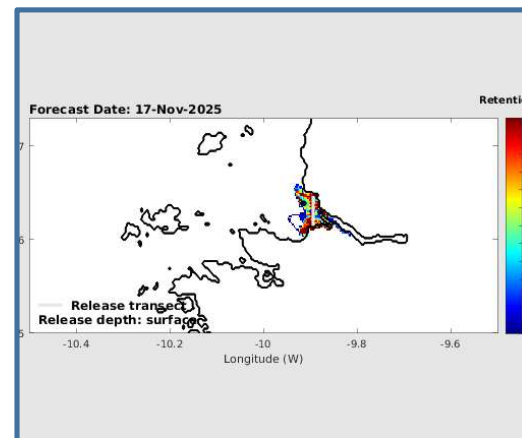 Retentio
Forecast Date: 17-Nov-2025
7
6
Release transect
Release depth: surface
5
-10.4 -10.2 -10 -9.8 -9.6
Longitude (W)